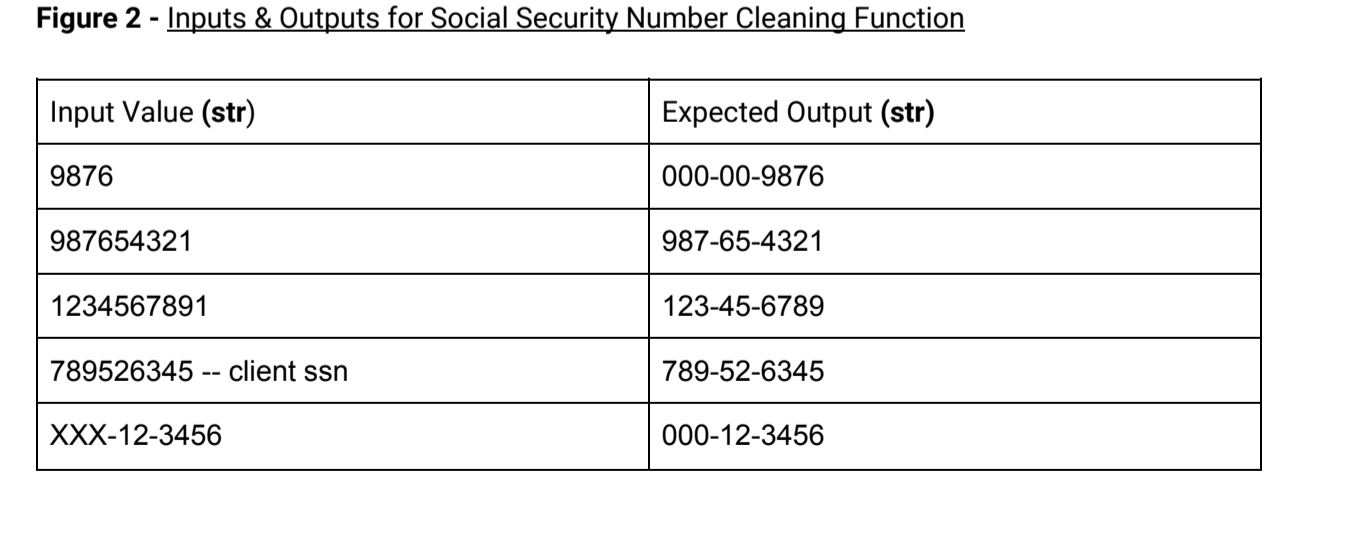 Figure 2 - Inputs & Outputs for Social Security Number Cleaning Function
Input Value (str) Expected Output (str)
9876 000-00-9876
987654321 987-65-4321
1234567891 123-45-6789
789526345 -- client ssn 789-52-6345
XXX-12-3456 000-12-3456